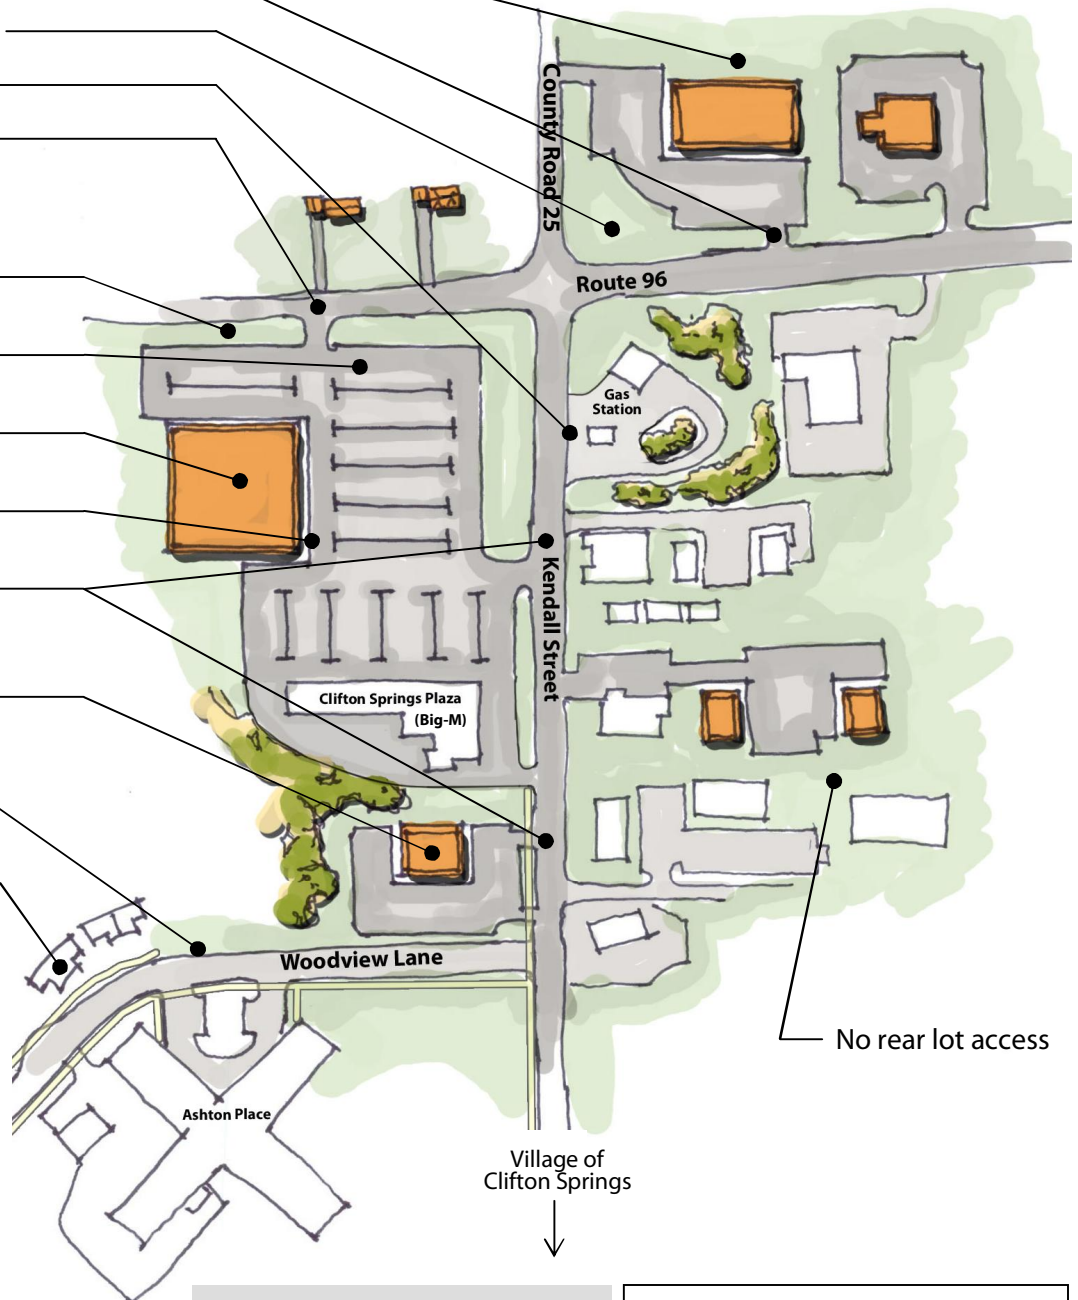 County Road 25
Route 96
Gas
Station
Kendall Street
Clifton Springs Plaza
(Big-M)
Woodview Lane
No rear lot access
Ashton Place
Village of
Clifton Springs